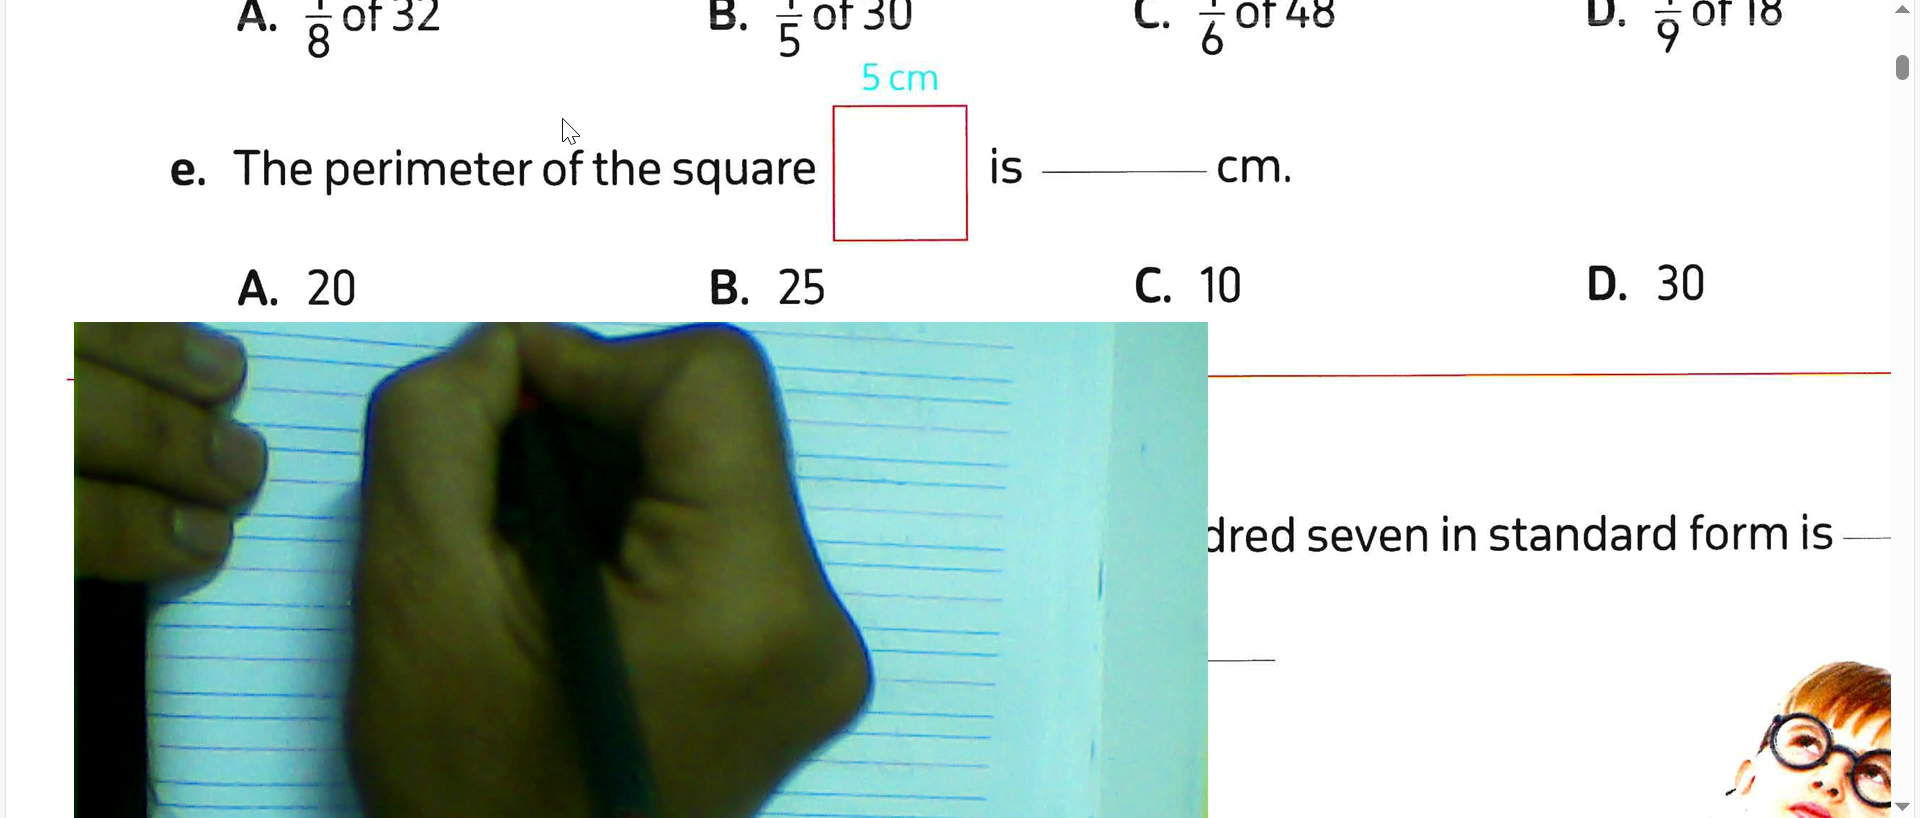 A. 1/8 of 32 B. 1/5 of 30 C. 1/6 of 48 D. 1/9 of 18
5 cm
e. The perimeter of the square is ______ cm.
A. 20 B. 25 C. 10 D. 30
seven in standard form is